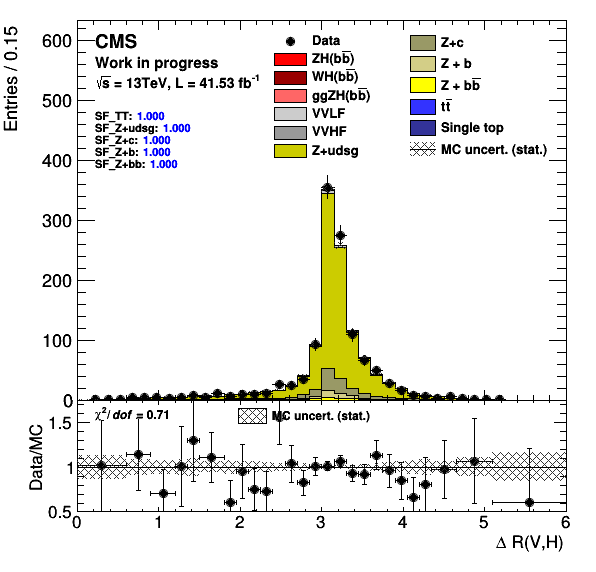 CMS
Work in progress
√s = 13TeV, L = 41.53 fb⁻¹
SF_TT: 1.000
SF_Z+udsg: 1.000
SF_Z+c: 1.000
SF_Z+b: 1.000
SF_Z+bb: 1.000
Data
ZH(bb̅)
WH(bb̅)
ggZH(bb̅)
VVLF
VVHF
Z+udsg
Z+c
Z + b
Z + bb̅
tt̅
Single top
MC uncert. (stat.)
Entries / 0.15
600
500
400
300
200
100
0
χ²/dof = 0.71
MC uncert. (stat.)
Data/MC
1.5
1
0.5
0 1 2 3 4 5 6
Δ R(V,H)